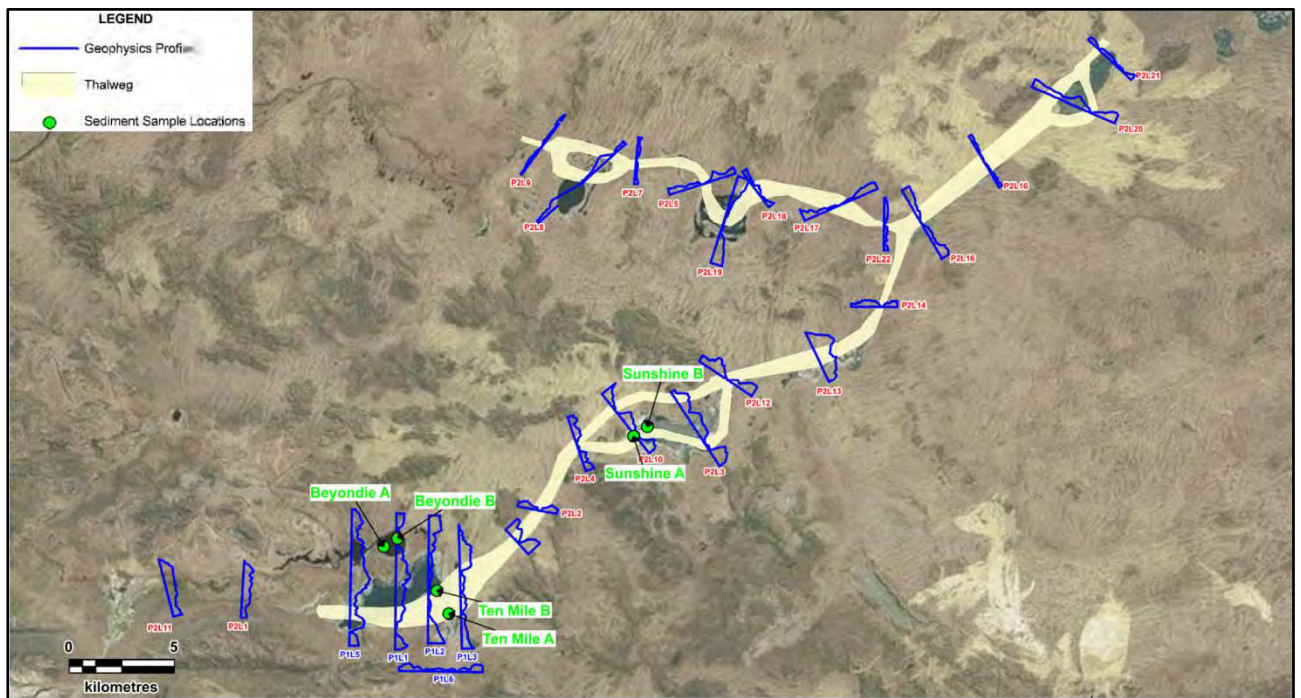 LEGEND
Geophysics Profi
Thalweg
Sediment Sample Locations
P2L21
P2L20
P2L9
P2L7
P2L16
P2L5
P2L18
P2L8
P2L17
P2L22
P2L16
P2L19
P2L14
Sunshine B
P2L13
P2L12
P2L10
P2L3
Sunshine A
P2L4
Beyondie A
Beyondie B
P2L2
Ten Mile B
P2L11
P2L1
Ten Mile A
P1L5
P1L1
P1L2
P1L3
P1L6
0 5
kilometres